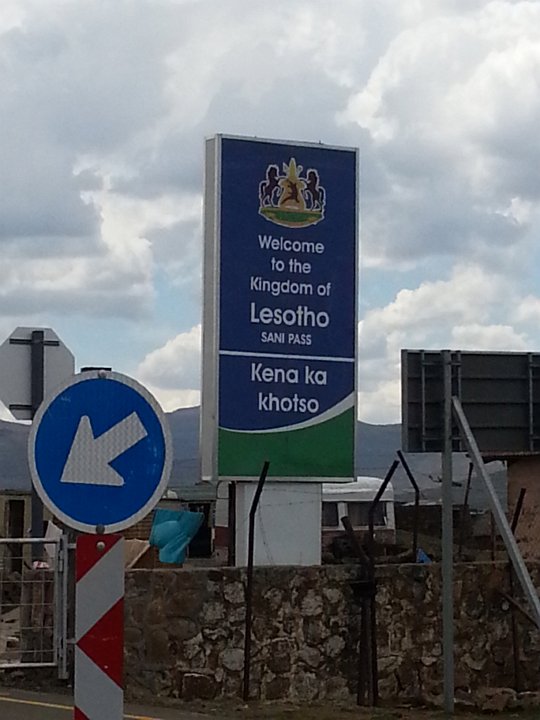 Welcome
to the
Kingdom of
Lesotho
SANI PASS
Kena ka
khotso